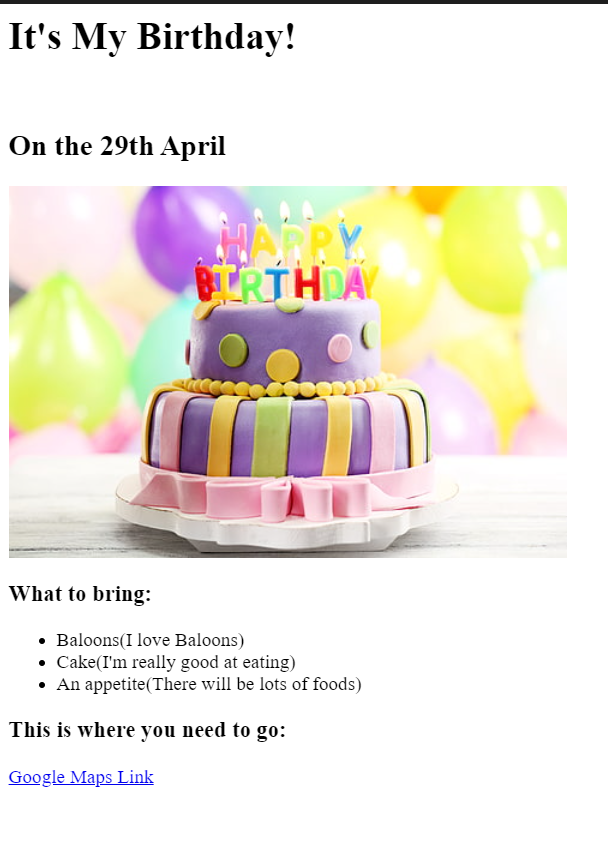 It's My Birthday!
On the 29th April
HAPPY
BIRTHDAY
What to bring:
Baloons(I love Baloons)
Cake(I'm really good at eating)
An appetite(There will be lots of foods)
This is where you need to go:
Google Maps Link